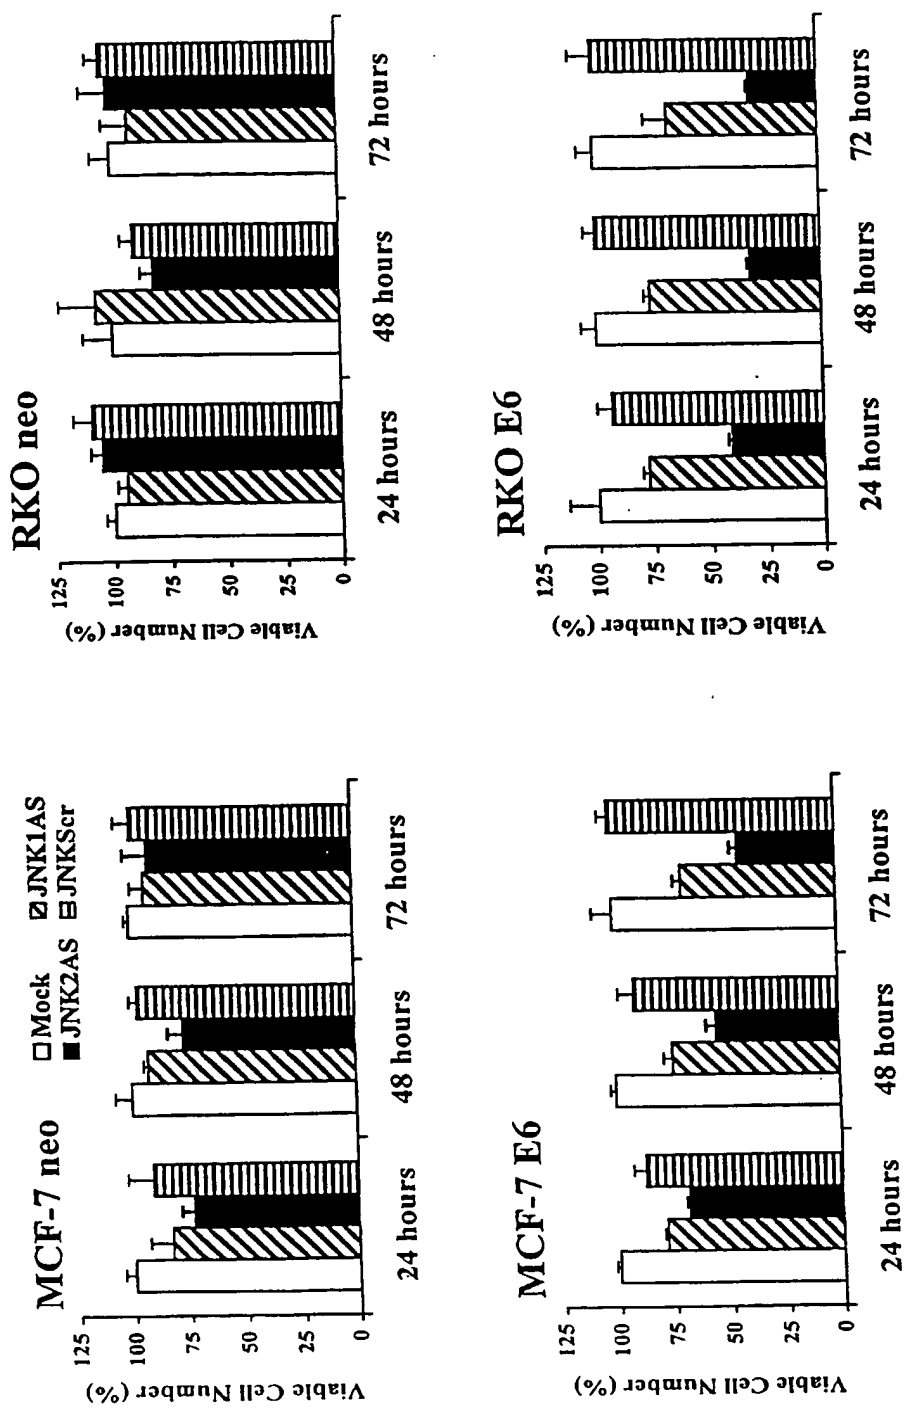 MCF-7 neo
Mock
JNK1AS
JNK2AS
JNKScr
Viable Cell Number (%)
125
100
75
50
25
0
24 hours
48 hours
72 hours
RKO neo
Viable Cell Number (%)
125
100
75
50
25
0
24 hours
48 hours
72 hours
MCF-7 E6
Viable Cell Number (%)
125
100
75
50
25
0
24 hours
48 hours
72 hours
RKO E6
Viable Cell Number (%)
125
100
75
50
25
0
24 hours
48 hours
72 hours